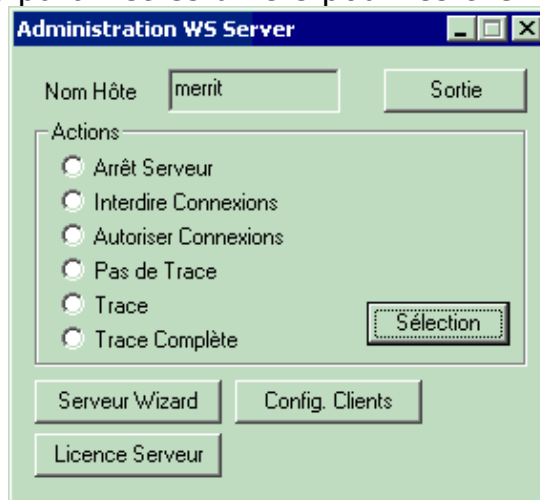 Administration WS Server
Nom Hôte merrit Sortie
Actions
Arrêt Serveur
Interdire Connexions
Autoriser Connexions
Pas de Trace
Trace
Sélection
Trace Complète
Serveur Wizard Config. Clients
Licence Serveur